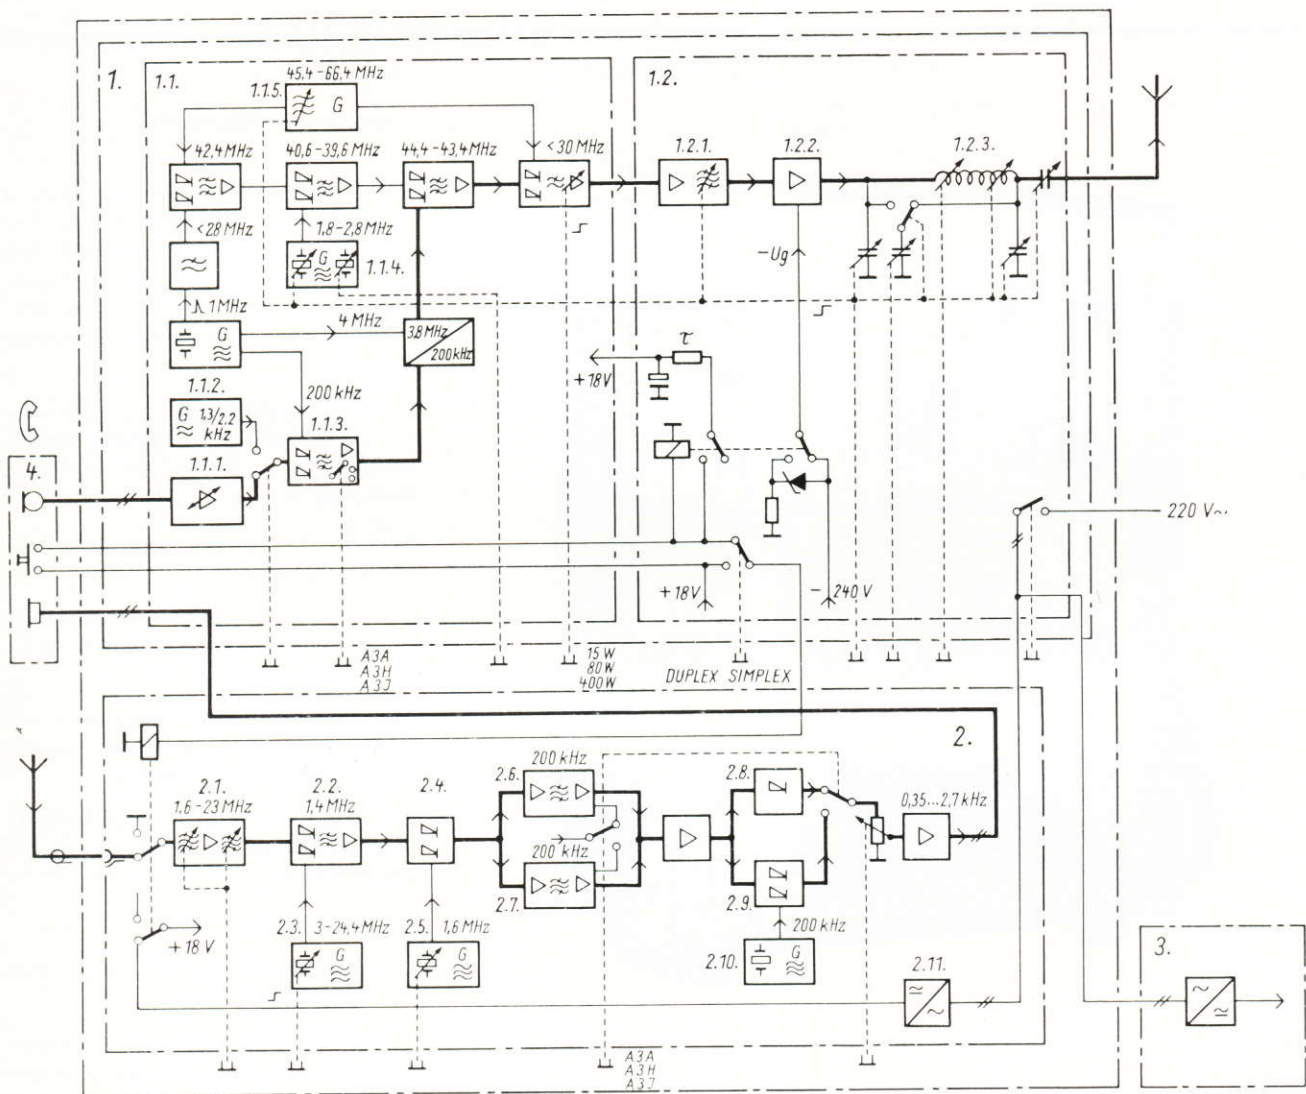 1.
1.1.
45,4–66,4 MHz
1.1.5.
G
1.2.
42,4 MHz
40,6–39,6 MHz
44,4–43,4 MHz
<30 MHz
1.2.1.
1.2.2.
1.2.3.
<28 MHz
1,8–2,8 MHz
G
1.1.4.
–Ug
1 MHz
G
4 MHz
3,8 MHz
200 kHz
τ
+18V
200 kHz
1.1.2.
G 1,3/2.2
kHz
1.1.3.
4.
1.1.1.
220 V~
+18V
– 240 V
A3A
A3H
A3J
15 W
80 W
400 W
DUPLEX SIMPLEX
2.
2.1.
1,6–23 MHz
2.2.
1,4 MHz
2.4.
2.6.
200 kHz
2.8.
0,35...2,7 kHz
200 kHz
2.7.
2.9.
+18 V
2.3.
3–24,4 MHz
G
2.5.
1,6 MHz
G
200 kHz
2.10.
G
2.11.
3.
A3A
A3H
A3J